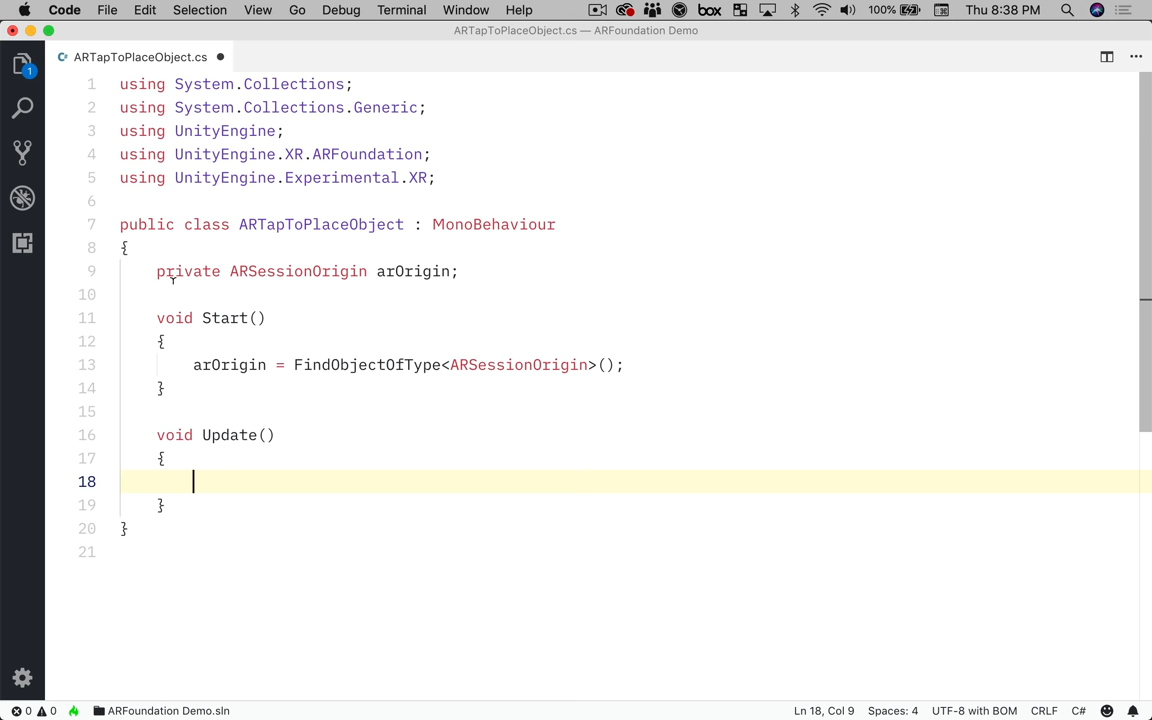 Code File Edit Selection View Go Debug Terminal Window Help box 100% Thu 8:38 PM
ARTapToPlaceObject.cs — ARFoundation Demo
ARTapToPlaceObject.cs
1
1 using System.Collections;
2 using System.Collections.Generic;
3 using UnityEngine;
4 using UnityEngine.XR.ARFoundation;
5 using UnityEngine.Experimental.XR;
6
7 public class ARTapToPlaceObject : MonoBehaviour
8 {
9 private ARSessionOrigin arOrigin;
10
11 void Start()
12 {
13 arOrigin = FindObjectOfType<ARSessionOrigin>();
14 }
15
16 void Update()
17 {
18
19 }
20 }
21
0 0 ARFoundation Demo.sln Ln 18, Col 9 Spaces: 4 UTF-8 with BOM CRLF C#